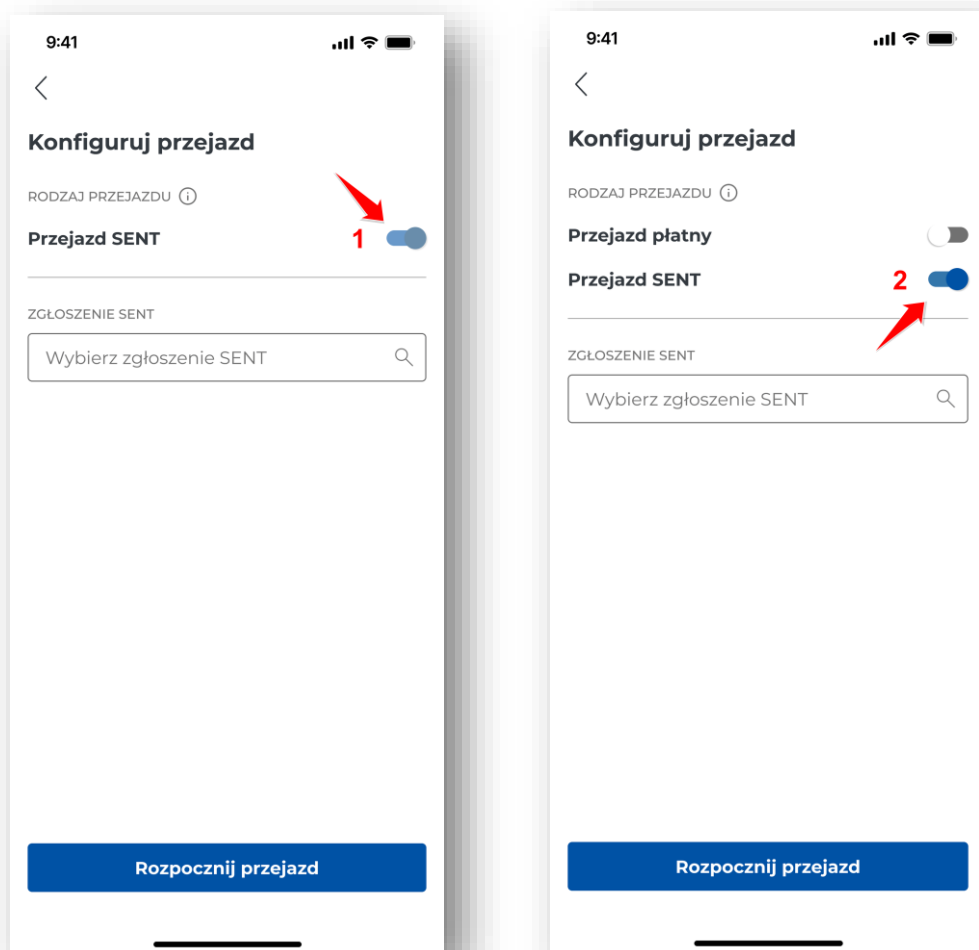 9:41
Konfiguruj przejazd
RODZAJ PRZEJAZDU
Przejazd SENT
1
ZGŁOSZENIE SENT
Wybierz zgłoszenie SENT
Rozpocznij przejazd
9:41
Konfiguruj przejazd
RODZAJ PRZEJAZDU
Przejazd płatny
Przejazd SENT
2
ZGŁOSZENIE SENT
Wybierz zgłoszenie SENT
Rozpocznij przejazd